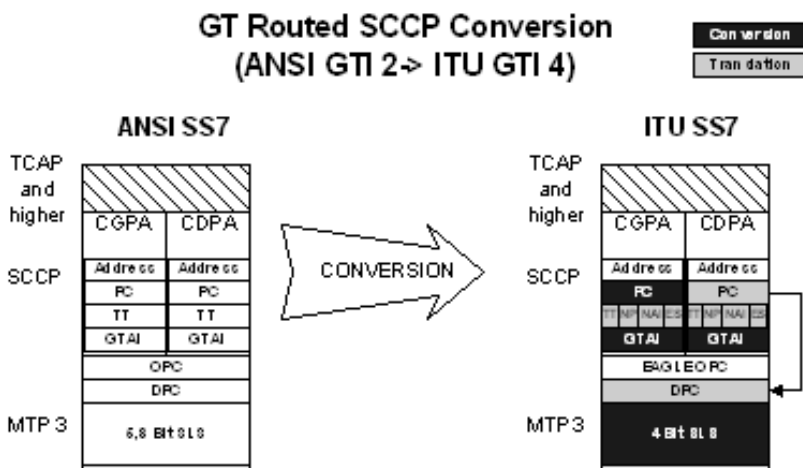 GT Routed SCCP Conversion
(ANSI GTI 2-> ITU GTI 4)
Conversion
Translation
ANSI SS7
ITU SS7
TCAP
and
higher
CGPA CDPA
SCCP
Address Address
PC PC
TT TT
GTAI GTAI
OPC
DPC
MTP 3
5,8 Bit SLS
CONVERSION
TCAP
and
higher
CGPA CDPA
SCCP
Address Address
PC PC
TT NP NAI ES TT NP NAI ES
GTAI GTAI
EAGLE OPC
DPC
MTP 3
4 Bit SLS